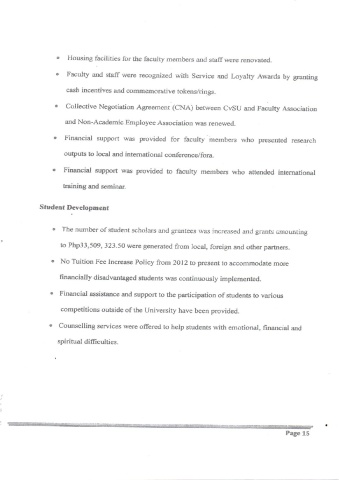 • Housing facilities for the faculty members and staff were renovated.
• Faculty and staff were recognized with Service and Loyalty Awards by granting
cash incentives and commemorative tokens/rings.
• Collective Negotiation Agreement (CNA) between CvSU and Faculty Association
and Non-Academic Employee Association was renewed.
• Financial support was provided for faculty members who presented research
outputs to local and international conference/fora.
• Financial support was provided to faculty members who attended international
training and seminar.
Student Development
• The number of student scholars and grantees was increased and grants amounting
to Php33,509, 323.50 were generated from local, foreign and other partners.
• No Tuition Fee Increase Policy from 2012 to present to accommodate more
financially disadvantaged students was continuously implemented.
• Financial assistance and support to the participation of students to various
competitions outside of the University have been provided.
• Counselling services were offered to help students with emotional, financial and
spiritual difficulties.
Page 15